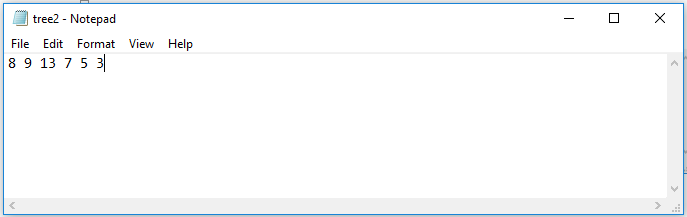 tree2 - Notepad
File Edit Format View Help
8 9 13 7 5 3